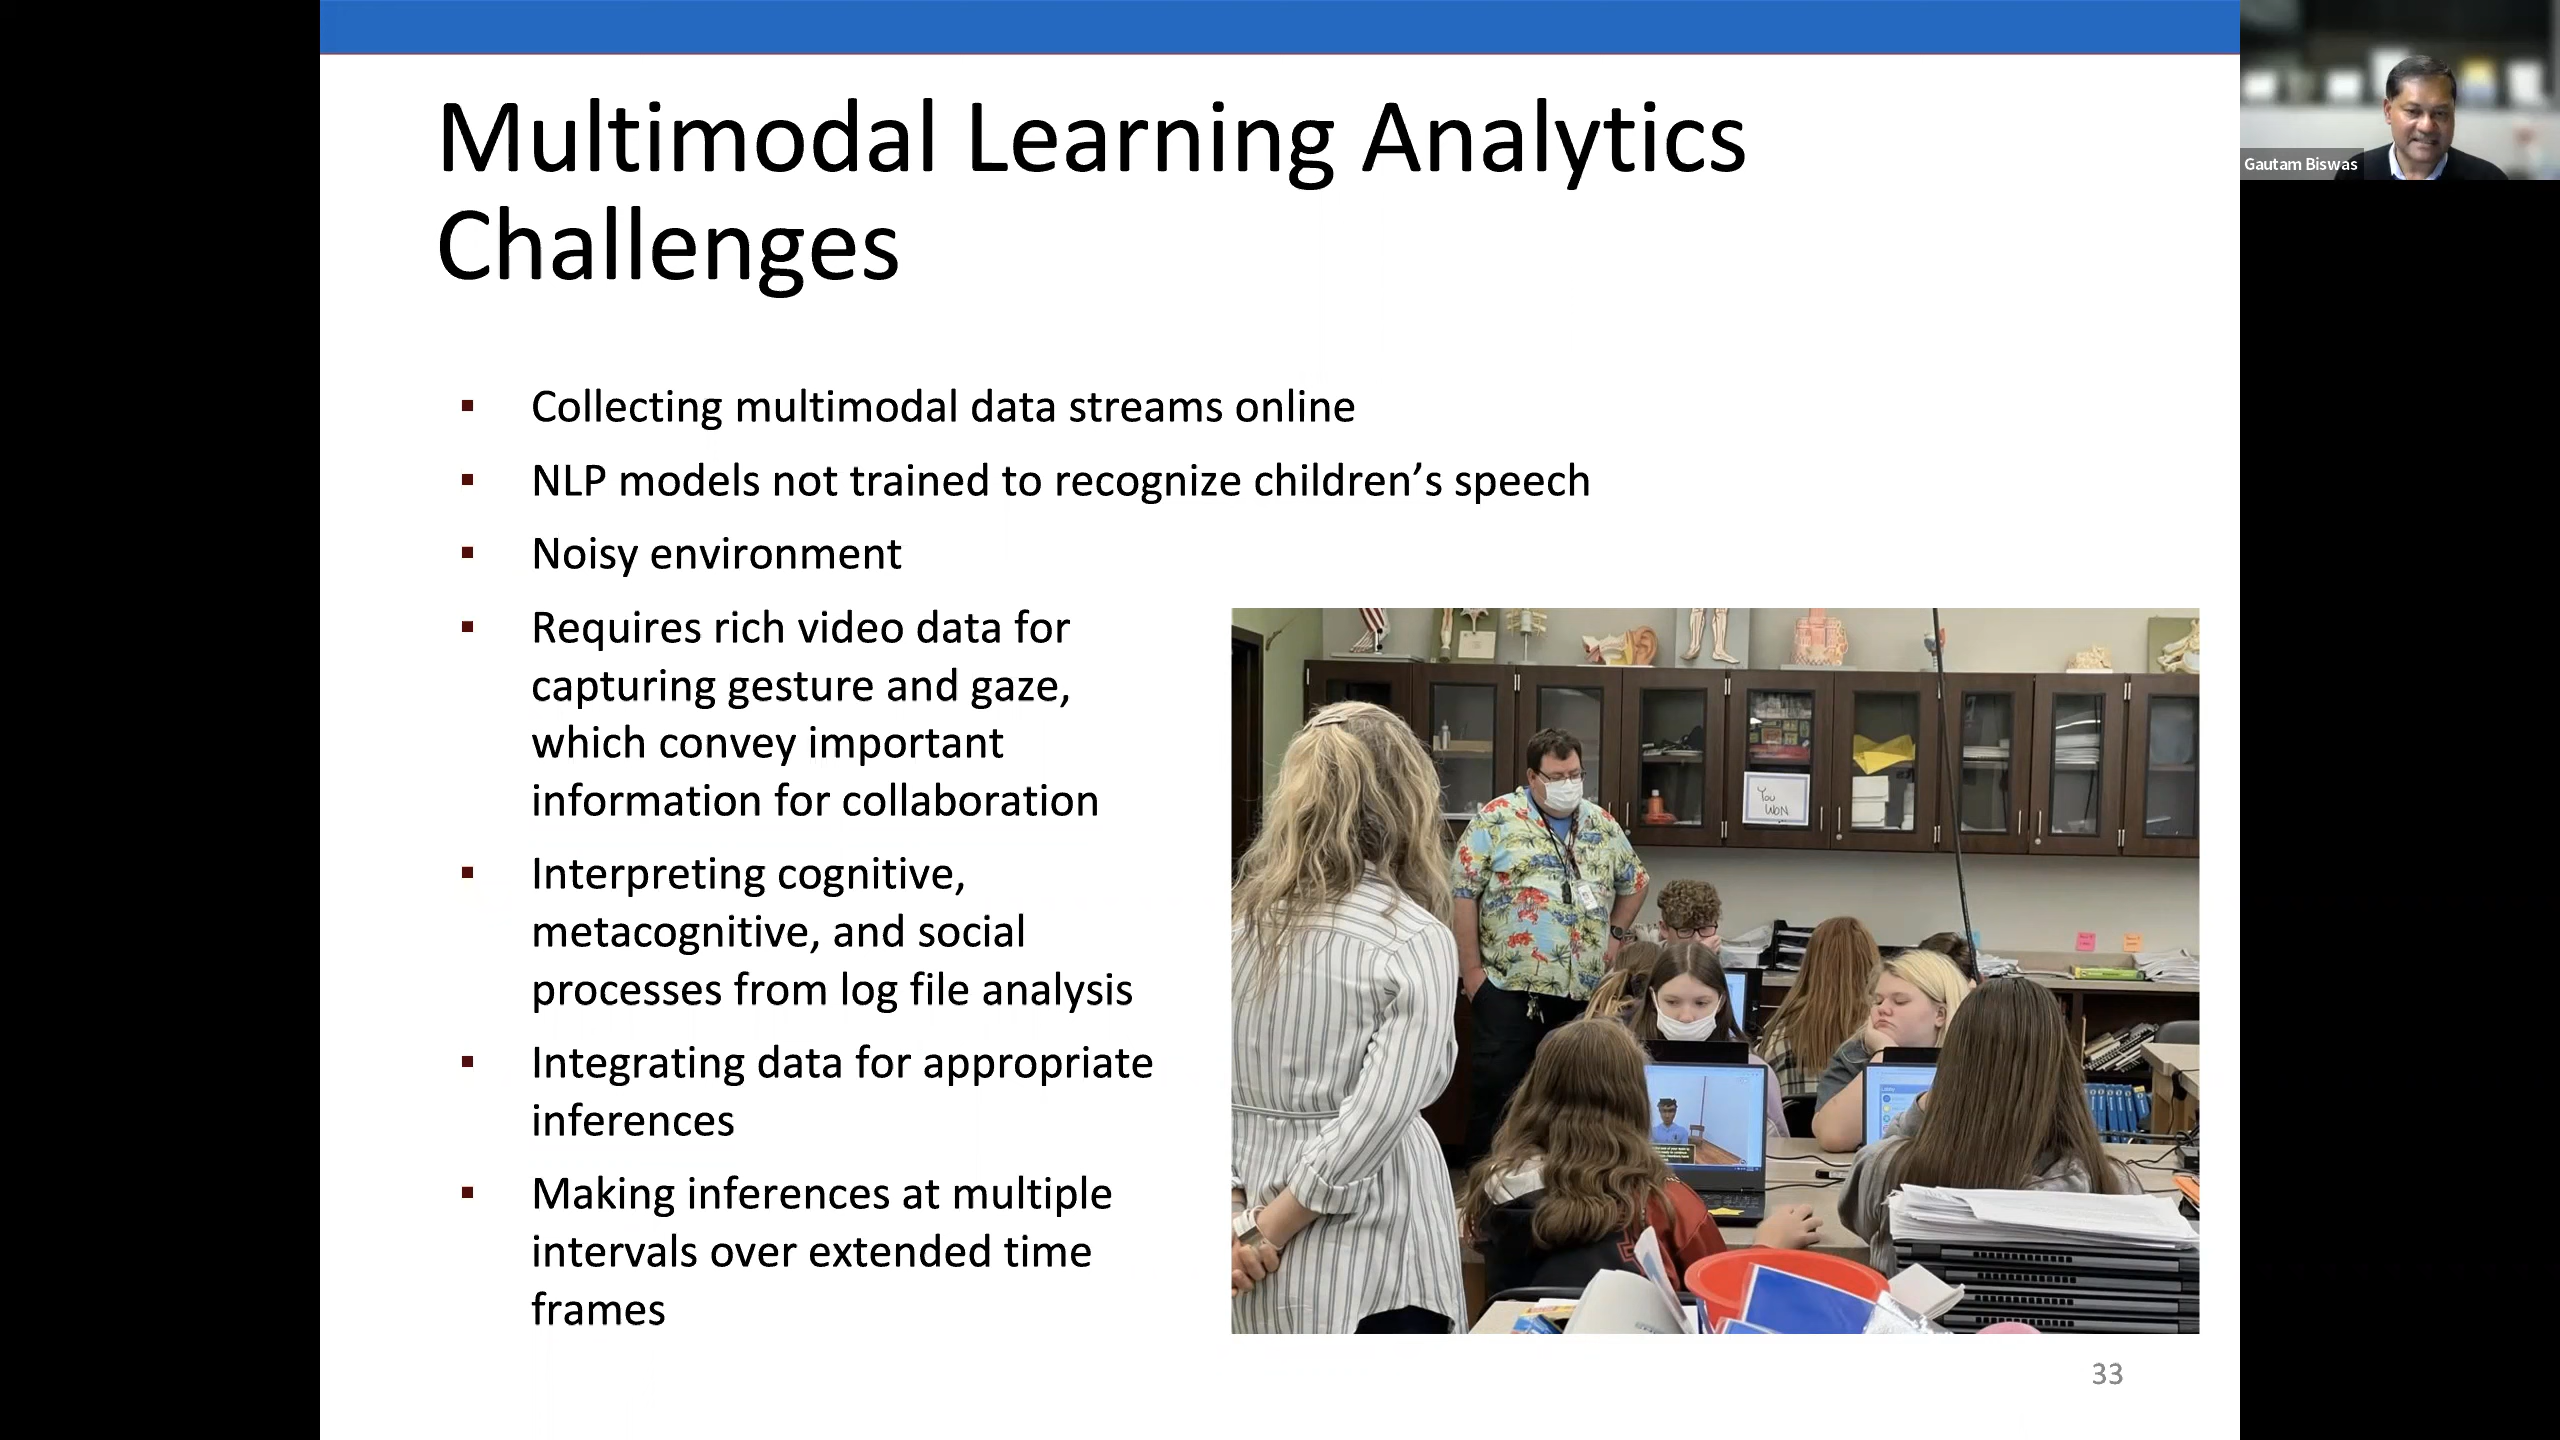 Multimodal Learning Analytics
Challenges
Gautam Biswas
▪ Collecting multimodal data streams online
▪ NLP models not trained to recognize children’s speech
▪ Noisy environment
▪ Requires rich video data for
capturing gesture and gaze,
which convey important
information for collaboration
▪ Interpreting cognitive,
metacognitive, and social
processes from log file analysis
▪ Integrating data for appropriate
inferences
▪ Making inferences at multiple
intervals over extended time
frames
You
WON
33